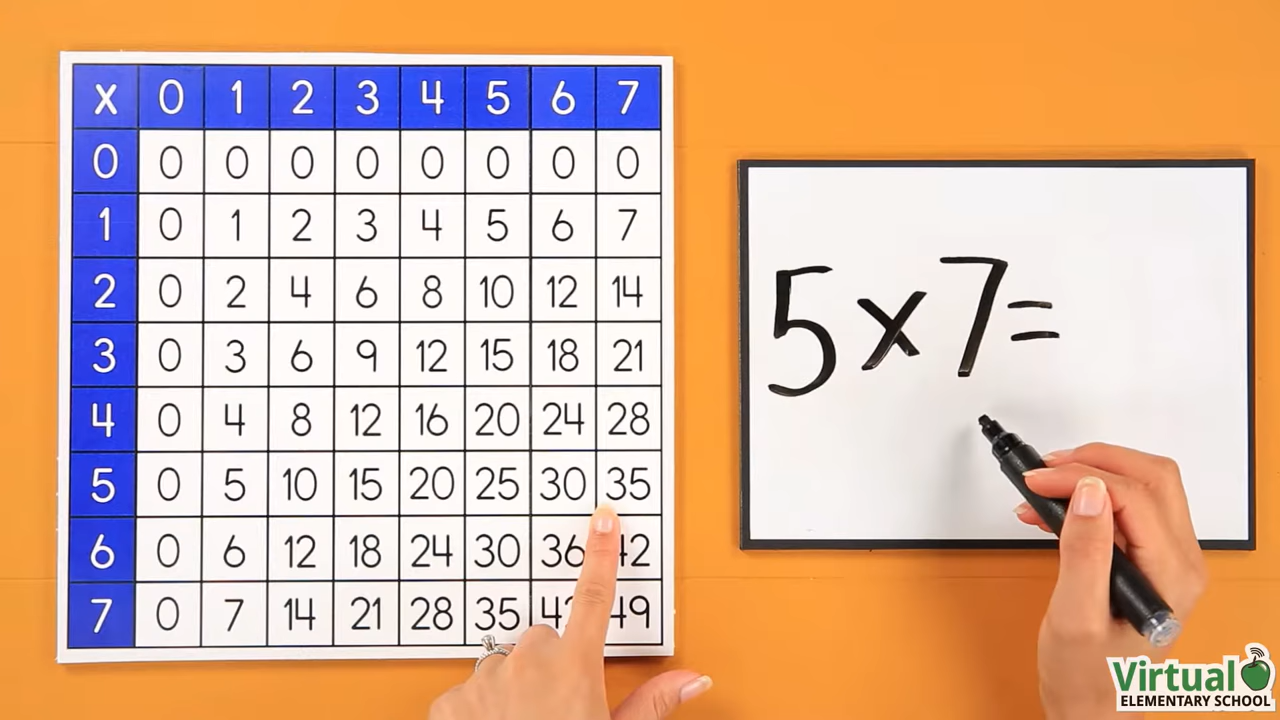 X 0 1 2 3 4 5 6 7
0 0 0 0 0 0 0 0 0
1 0 1 2 3 4 5 6 7
2 0 2 4 6 8 10 12 14
3 0 3 6 9 12 15 18 21
4 0 4 8 12 16 20 24 28
5 0 5 10 15 20 25 30 35
6 0 6 12 18 24 30 36 42
7 0 7 14 21 28 35 42 49
5x7=
Virtual
ELEMENTARY SCHOOL